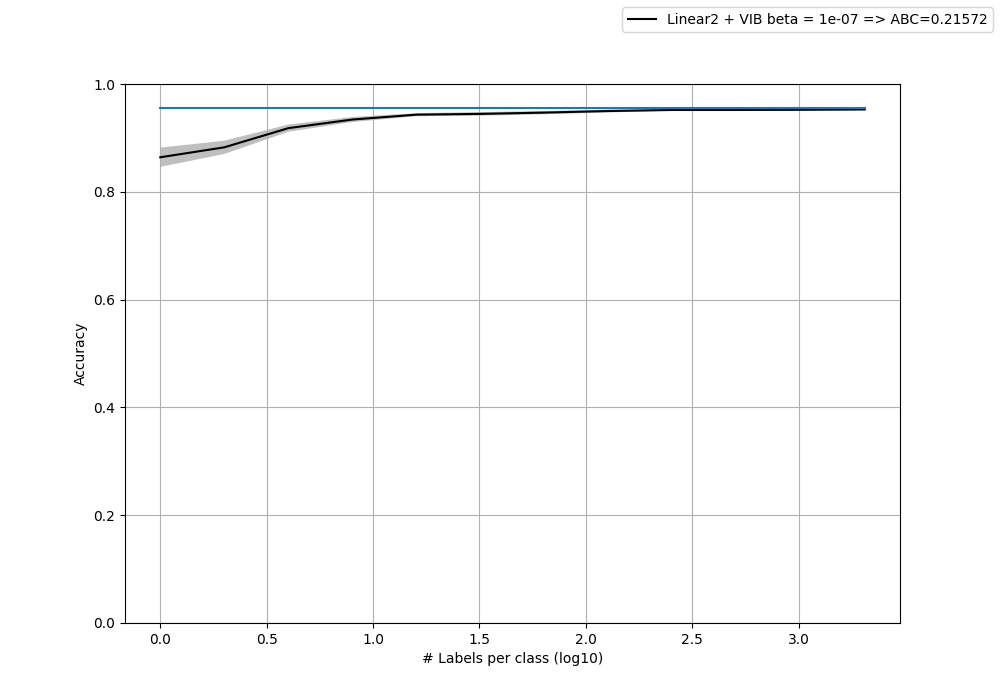 Linear2 + VIB beta = 1e-07 => ABC=0.21572
1.0
0.8
0.6
0.4
0.2
0.0
Accuracy
0.0 0.5 1.0 1.5 2.0 2.5 3.0
# Labels per class (log10)